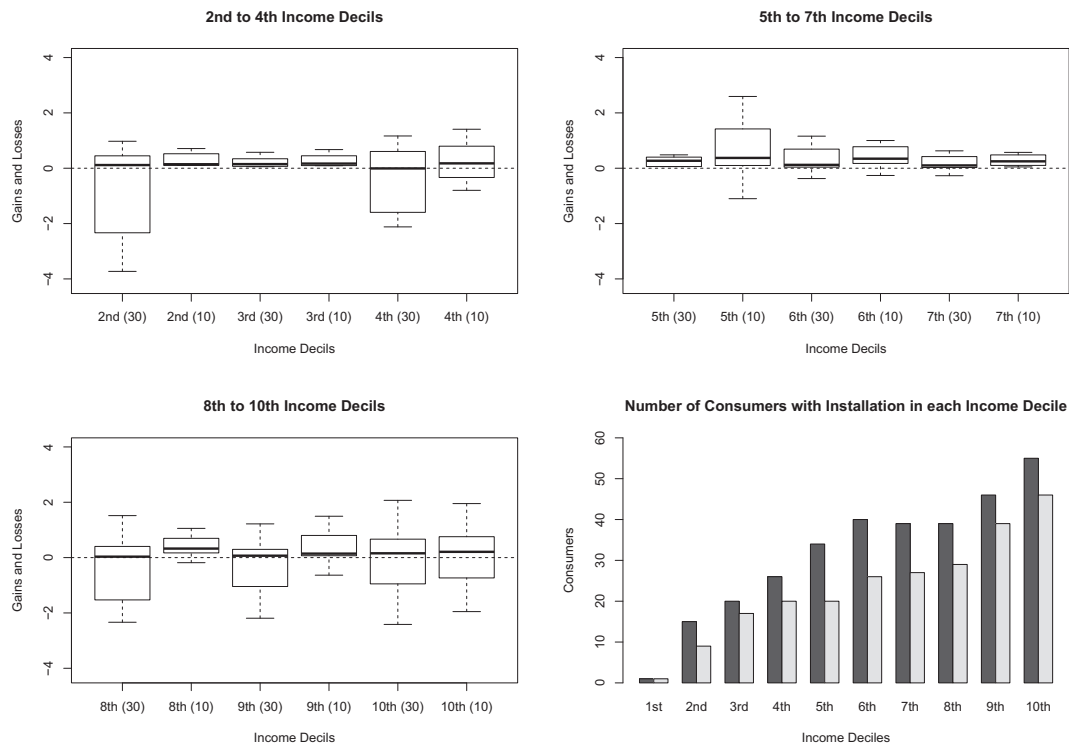 2nd to 4th Income Decils
4
2
0
−2
−4
Gains and Losses
2nd (30) 2nd (10) 3rd (30) 3rd (10) 4th (30) 4th (10)
Income Decils
5th to 7th Income Decils
4
2
0
−2
−4
Gains and Losses
5th (30) 5th (10) 6th (30) 6th (10) 7th (30) 7th (10)
Income Decils
8th to 10th Income Decils
4
2
0
−2
−4
Gains and Losses
8th (30) 8th (10) 9th (30) 9th (10) 10th (30) 10th (10)
Income Decils
Number of Consumers with Installation in each Income Decile
60
50
40
30
20
10
0
Consumers
1st 2nd 3rd 4th 5th 6th 7th 8th 9th 10th
Income Deciles